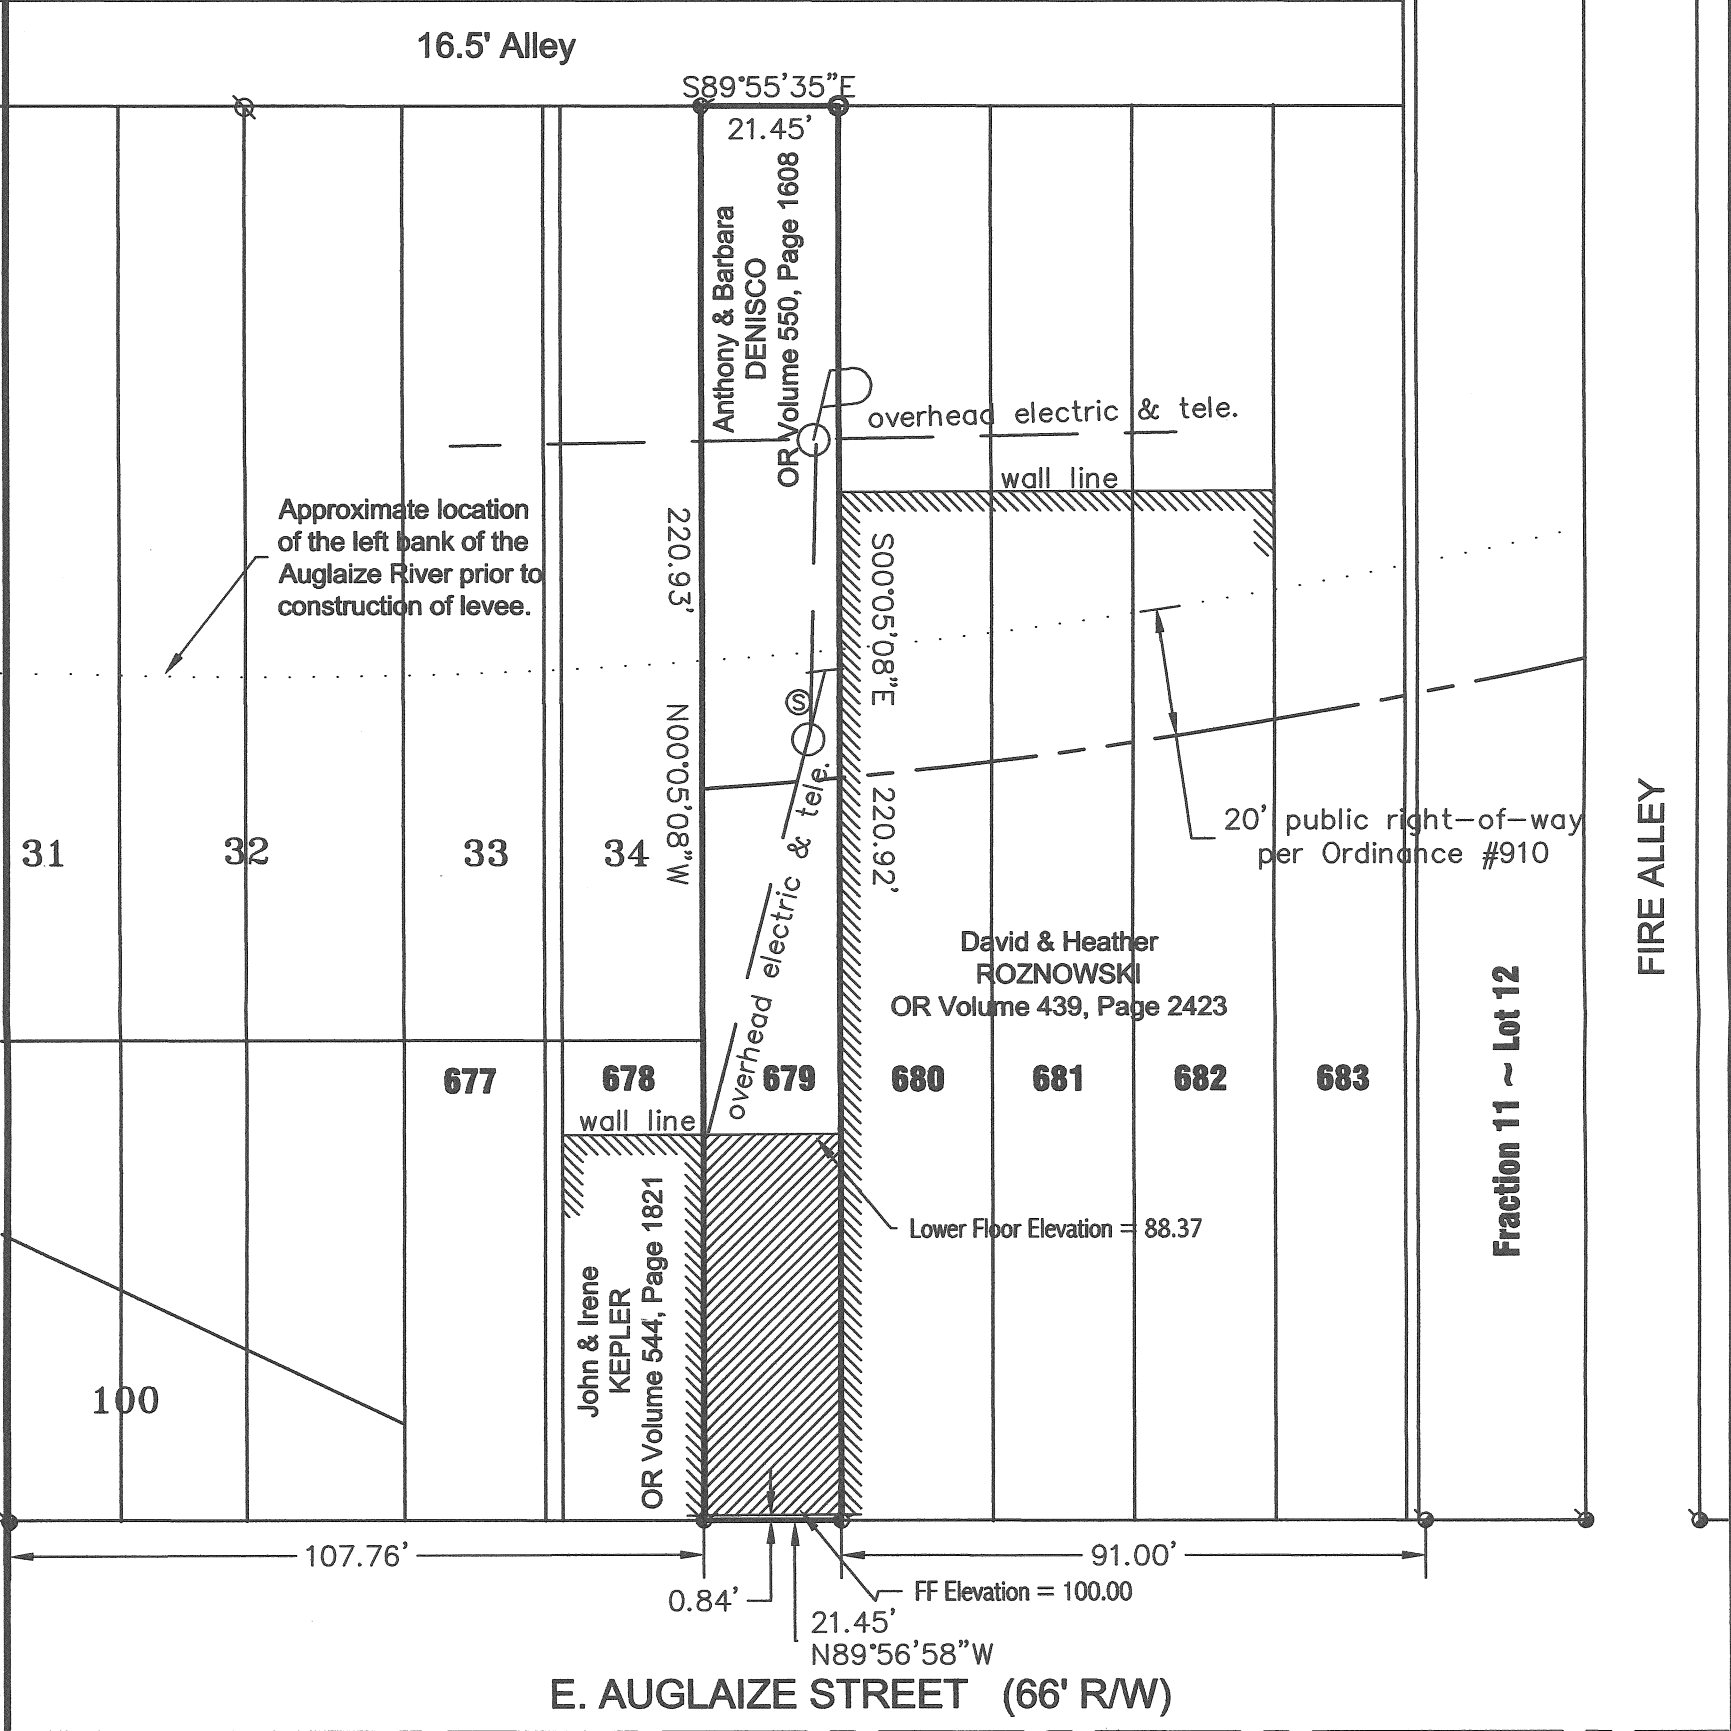 16.5' Alley
S89°55'35"E
21.45'
Anthony & Barbara
DENISCO
OR Volume 550, Page 1608
overhead electric & tele.
wall line
Approximate location
of the left bank of the
Auglaize River prior to
construction of levee.
220.93'
N00°05'08"W
S00°05'08"E
220.92'
S
overhead electric & tele.
20' public right-of-way
per Ordinance #910
31
32
33
34
FIRE ALLEY
David & Heather
ROZNOWSKI
OR Volume 439, Page 2423
Fraction 11 ~ Lot 12
677
678
679
680
681
682
683
wall line
John & Irene
KEPLER
OR Volume 544, Page 1821
Lower Floor Elevation = 88.37
100
107.76'
91.00'
0.84'
FF Elevation = 100.00
21.45'
N89°56'58"W
E. AUGLAIZE STREET (66' R/W)